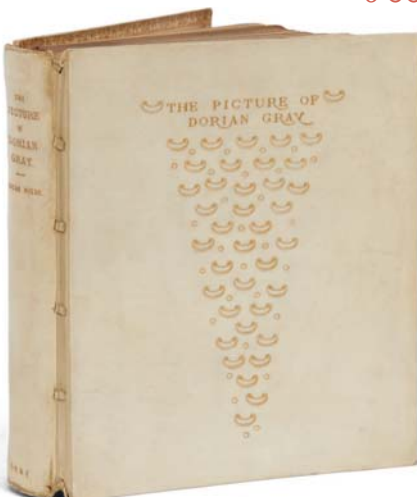 THE PICTURE OF
DORIAN GRAY
THE
PICTURE
OF
DORIAN
GRAY.